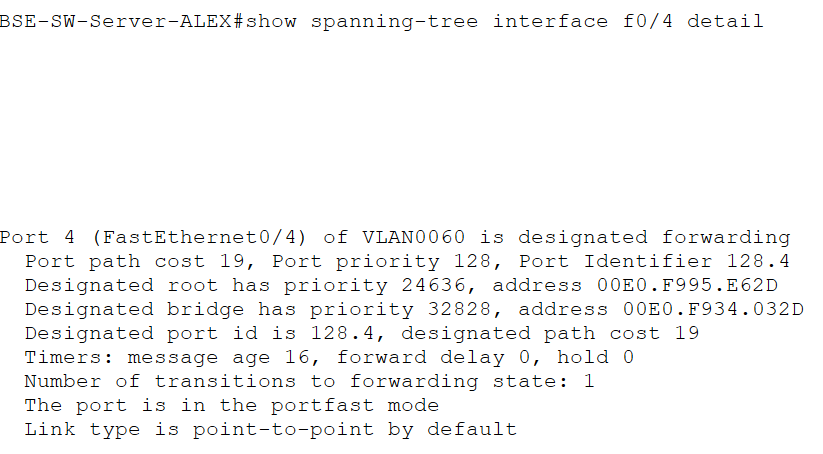 BSE-SW-Server-ALEX#show spanning-tree interface f0/4 detail
Port 4 (FastEthernet0/4) of VLAN0060 is designated forwarding
Port path cost 19, Port priority 128, Port Identifier 128.4
Designated root has priority 24636, address 00E0.F995.E62D
Designated bridge has priority 32828, address 00E0.F934.032D
Designated port id is 128.4, designated path cost 19
Timers: message age 16, forward delay 0, hold 0
Number of transitions to forwarding state: 1
The port is in the portfast mode
Link type is point-to-point by default